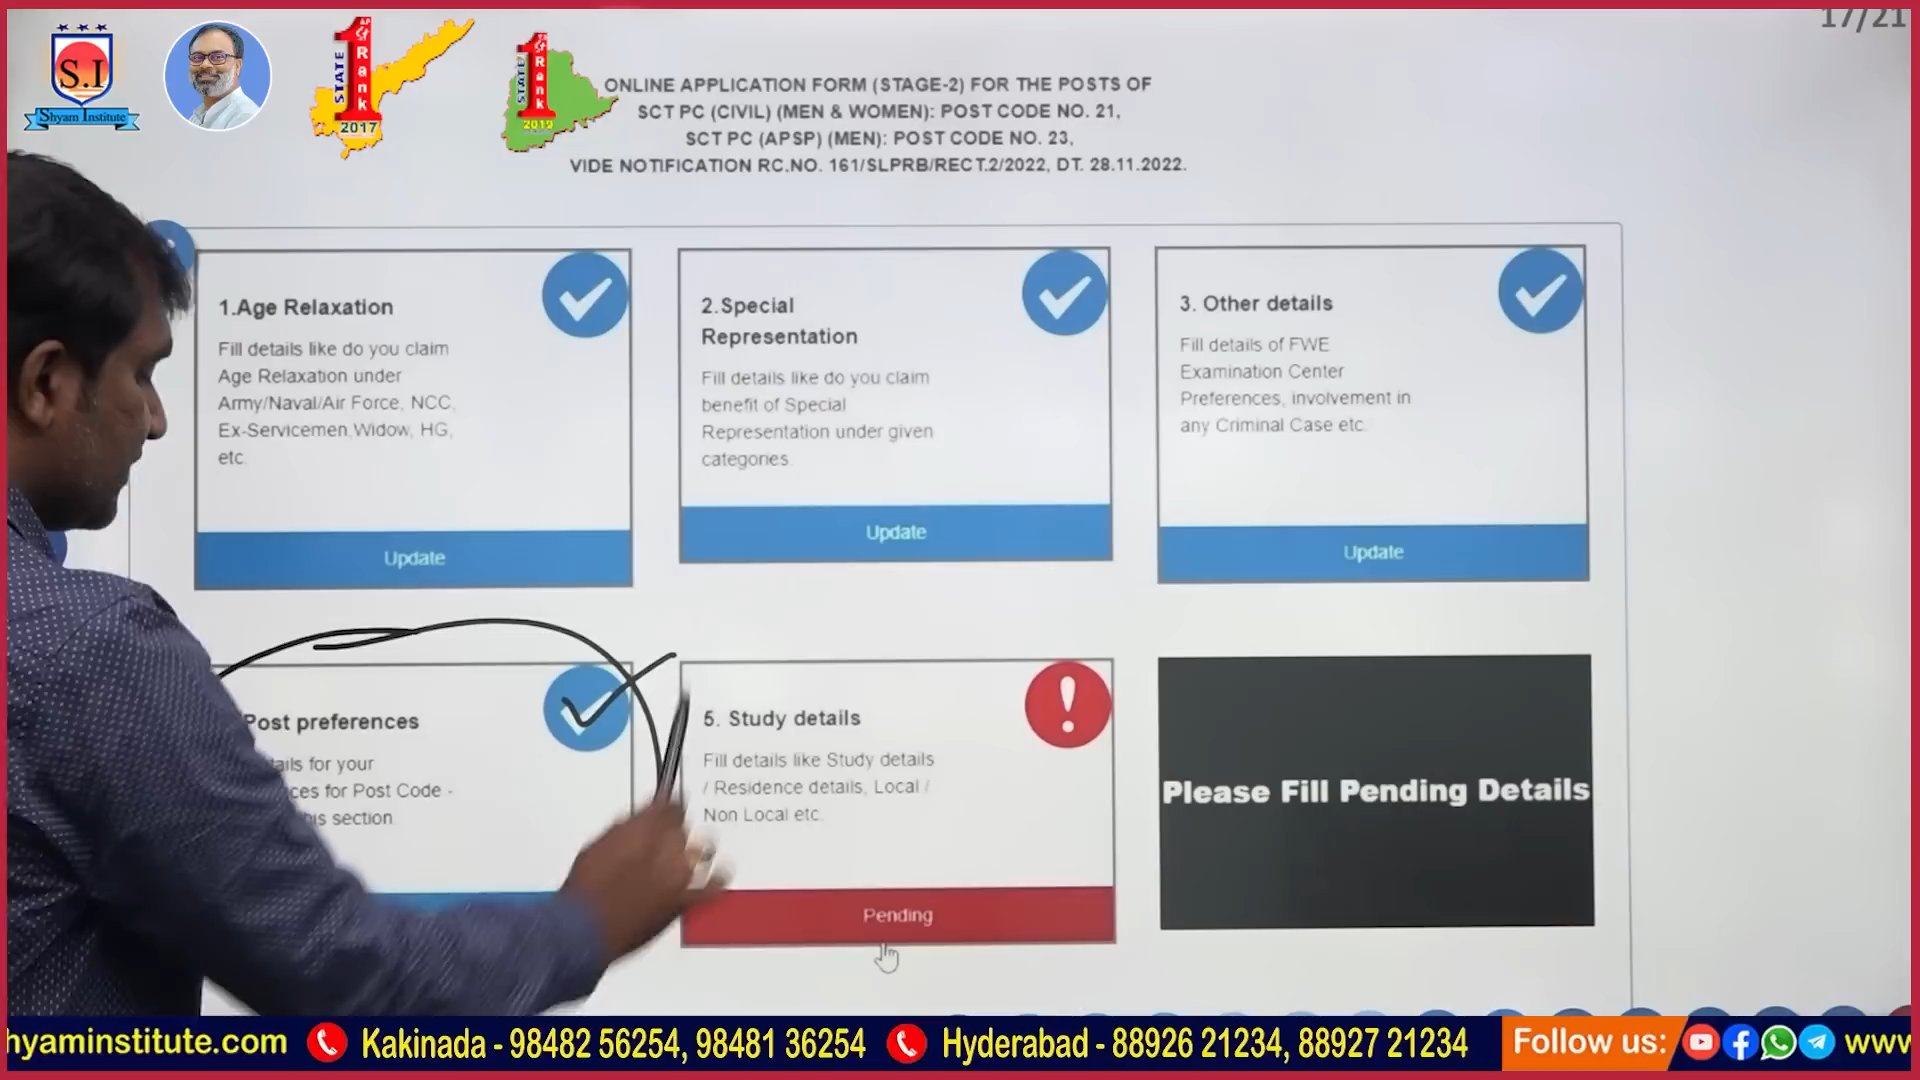 17/21
S.I
Shyam Institute
STATE
1st Rank
AP
2017
STATE
1st Rank
2019
ONLINE APPLICATION FORM (STAGE-2) FOR THE POSTS OF
SCT PC (CIVIL) (MEN & WOMEN): POST CODE NO. 21,
SCT PC (APSP) (MEN): POST CODE NO. 23,
VIDE NOTIFICATION RC.NO. 161/SLPRB/RECT.2/2022, DT. 28.11.2022.
1.Age Relaxation
Fill details like do you claim
Age Relaxation under
Army/Naval/Air Force, NCC,
Ex-Servicemen,Widow, HG,
etc.
Update
2.Special
Representation
Fill details like do you claim
benefit of Special
Representation under given
categories.
Update
3. Other details
Fill details of FWE
Examination Center
Preferences, involvement in
any Criminal Case etc.
Update
Post preferences
ails for your
ces for Post Code -
his section
5. Study details
Fill details like Study details
/ Residence details, Local /
Non Local etc.
Pending
Please Fill Pending Details
hyaminstitute.com Kakinada - 98482 56254, 98481 36254 Hyderabad - 88926 21234, 88927 21234 Follow us: www